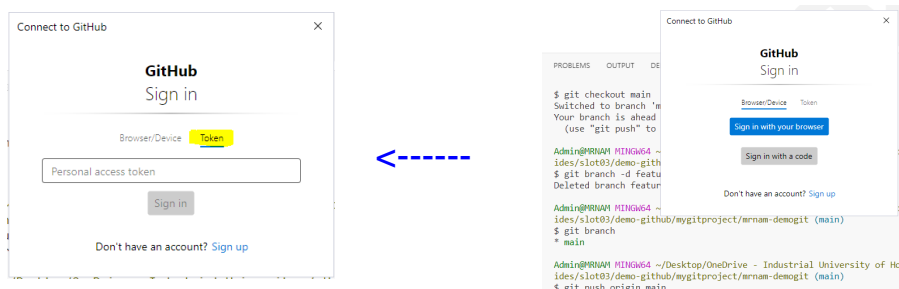 Connect to GitHub
GitHub
Sign in
Browser/Device Token
Personal access token
Sign in
Don't have an account? Sign up
<------
PROBLEMS OUTPUT DE
$ git checkout main
Switched to branch 'm
Your branch is ahead
(use "git push" to
Admin@MRNAM MINGW64 ~
ides/slot03/demo-gith
$ git branch -d featu
Deleted branch featur
Admin@MRNAM MINGW64 ~
ides/slot03/demo-github/mygitproject/mrnam-demogit (main)
$ git branch
* main
Admin@MRNAM MINGW64 ~/Desktop/OneDrive - Industrial University of Ho
ides/slot03/demo-github/mygitproject/mrnam-demogit (main)
$ git push origin main
Connect to GitHub
GitHub
Sign in
Browser/Device Token
Sign in with your browser
Sign in with a code
Don't have an account? Sign up